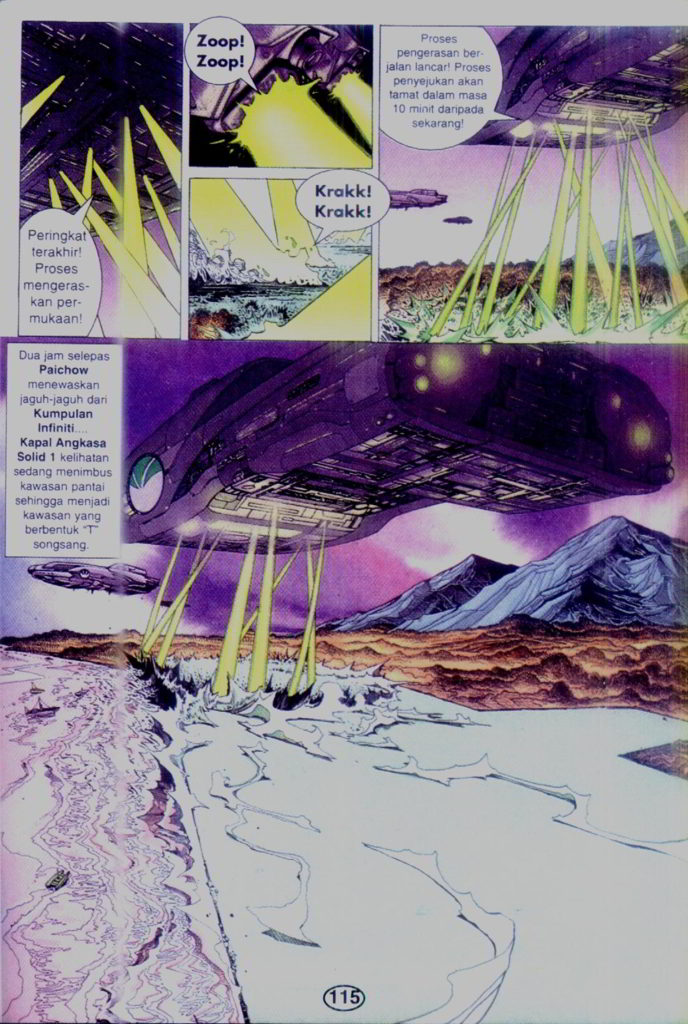 Peringkat
terakhir!
Proses
mengeras-
kan per-
mukaan!
Zoop!
Zoop!
Krakk!
Krakk!
Proses
pengerasan ber-
jalan lancar! Proses
penyejukan akan
tamat dalam masa
10 minit daripada
sekarang!
Dua jam selepas
Paichow
menewaskan
jaguh-jaguh dari
Kumpulan
Infiniti....
Kapal Angkasa
Solid 1 kelihatan
sedang menimbus
kawasan pantai
sehingga menjadi
kawasan yang
berbentuk "T"
songsang.
115